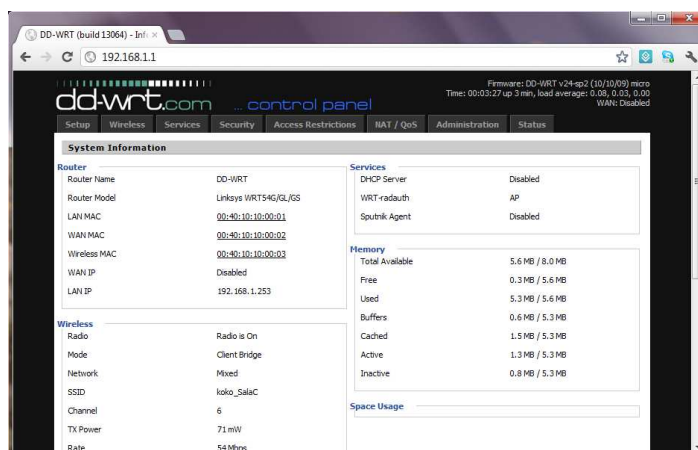 DD-WRT (build 13064) - Inf
192.168.1.1
dd-wrt.com ... control panel
Firmware: DD-WRT v24-sp2 (10/10/09) micro
Time: 00:03:27 up 3 min, load average: 0.08, 0.03, 0.00
WAN: Disabled
Setup Wireless Services Security Access Restrictions NAT / QoS Administration Status
System Information
Router
Router Name DD-WRT
Router Model Linksys WRT54G/GL/GS
LAN MAC 00:40:10:10:00:01
WAN MAC 00:40:10:10:00:02
Wireless MAC 00:40:10:10:00:03
WAN IP Disabled
LAN IP 192.168.1.253
Wireless
Radio Radio is On
Mode Client Bridge
Network Mixed
SSID koko_SalaC
Channel 6
TX Power 71 mW
Rate 54 Mbps
Services
DHCP Server Disabled
WRT-radauth AP
Sputnik Agent Disabled
Memory
Total Available 5.6 MB / 8.0 MB
Free 0.3 MB / 5.6 MB
Used 5.3 MB / 5.6 MB
Buffers 0.6 MB / 5.3 MB
Cached 1.5 MB / 5.3 MB
Active 1.3 MB / 5.3 MB
Inactive 0.8 MB / 5.3 MB
Space Usage